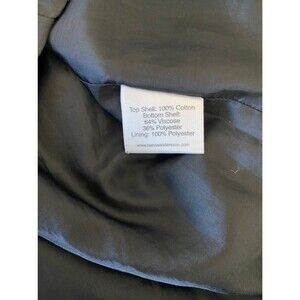 Top Shell: 100% Cotton
Bottom Shell:
64% Viscose
36% Polyester
Lining: 100% Polyester